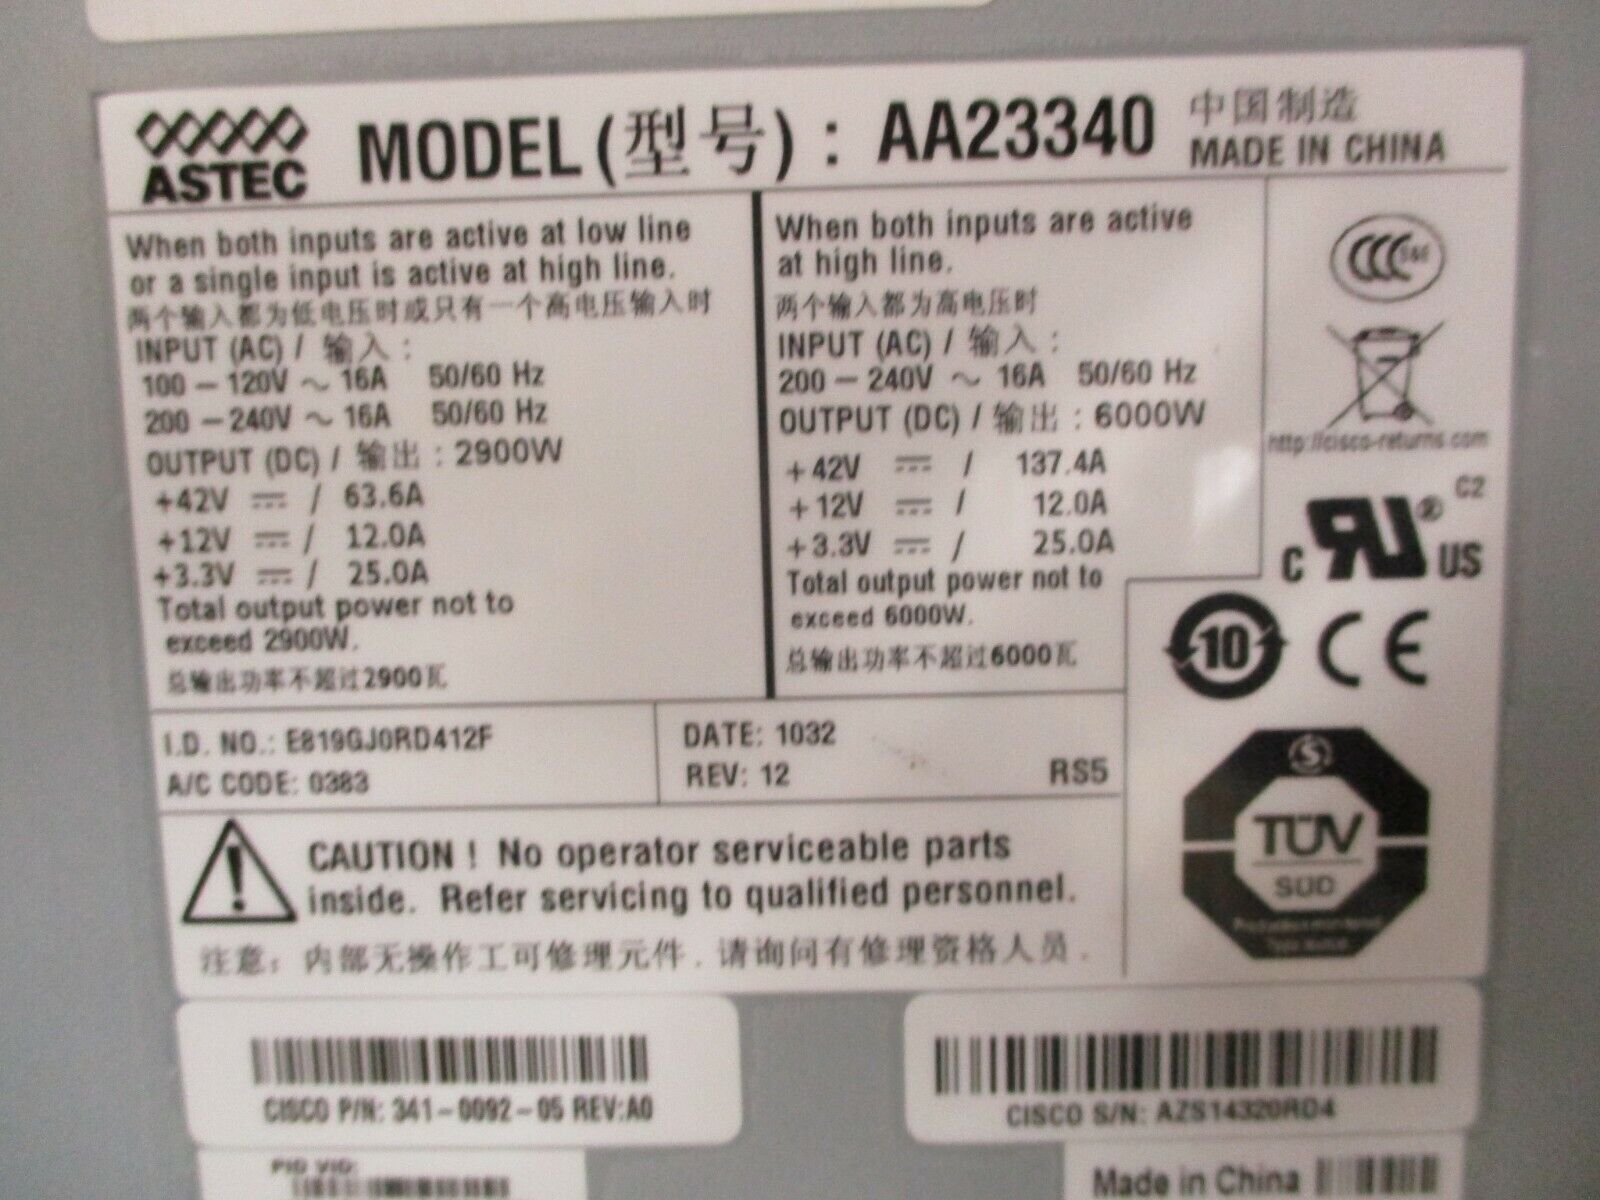 ASTEC
MODEL (型号) : AA23340
中国制造
MADE IN CHINA
When both inputs are active at low line
or a single input is active at high line.
两个输入都为低电压时或只有一个高电压输入时
INPUT (AC) / 输入 :
100 – 120V ~ 16A 50/60 Hz
200 – 240V ~ 16A 50/60 Hz
OUTPUT (DC) / 输出 : 2900W
+42V ⎓ / 63.6A
+12V ⎓ / 12.0A
+3.3V ⎓ / 25.0A
Total output power not to
exceed 2900W.
总输出功率不超过2900瓦
When both inputs are active
at high line.
两个输入都为高电压时
INPUT (AC) / 输入 :
200 – 240V ~ 16A 50/60 Hz
OUTPUT (DC) / 输出 : 6000W
+42V ⎓ / 137.4A
+12V ⎓ / 12.0A
+3.3V ⎓ / 25.0A
Total output power not to
exceed 6000W.
总输出功率不超过6000瓦
CCC S&E
http://cisco-returns.com
C2
C RU ® US
10 CE
I.D. NO.: E819GJ0RD412F
A/C CODE: 0383
DATE: 1032
REV: 12 RS5
S
TÜV
SÜD
CAUTION ! No operator serviceable parts
inside. Refer servicing to qualified personnel.
注意: 内部无操作工可修理元件. 请询问有修理资格人员.
CISCO P/N: 341-0092-05 REV:A0
CISCO S/N: AZS14320RD4
PID VID:
Made in China